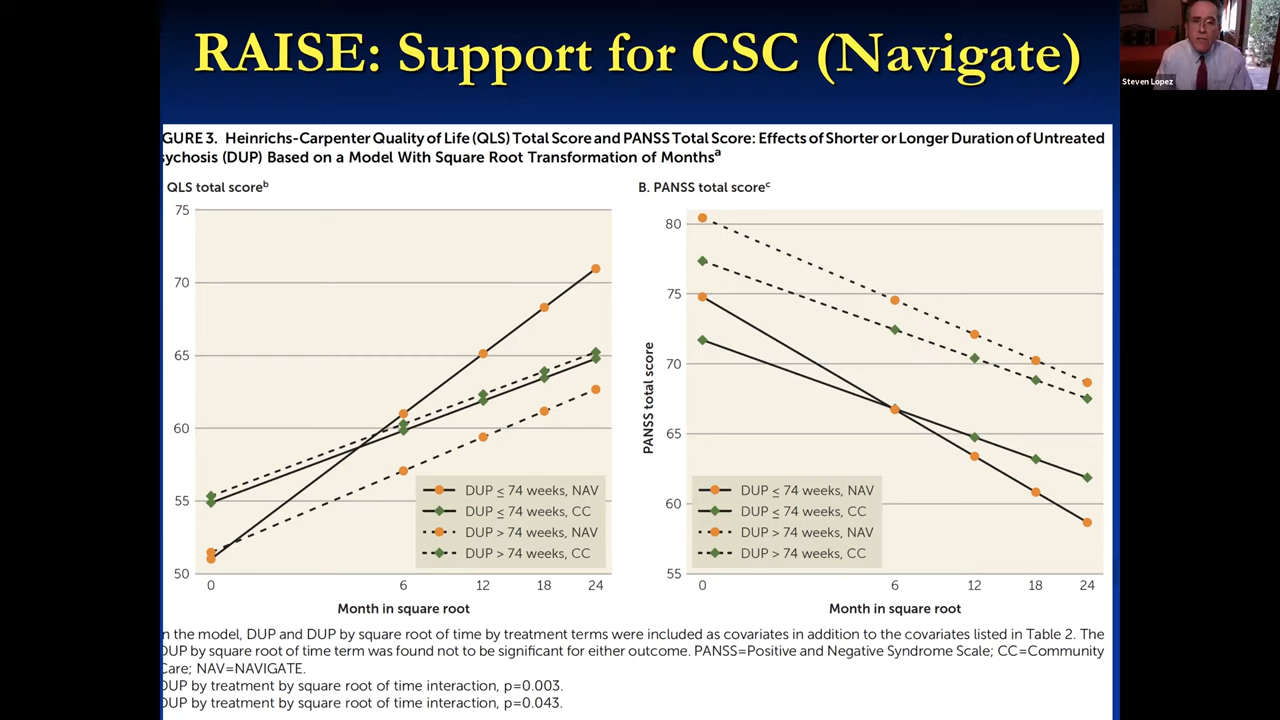 RAISE: Support for CSC (Navigate)
Steven Lopez
GURE 3. Heinrichs-Carpenter Quality of Life (QLS) Total Score and PANSS Total Score: Effects of Shorter or Longer Duration of Untreated
sychosis (DUP) Based on a Model With Square Root Transformation of Monthsᵃ
QLS total scoreᵇ
75
70
65
60
55
50
0 6 12 18 24
Month in square root
DUP ≤ 74 weeks, NAV
DUP ≤ 74 weeks, CC
DUP > 74 weeks, NAV
DUP > 74 weeks, CC
B. PANSS total scoreᶜ
PANSS total score
80
75
70
65
60
55
0 6 12 18 24
Month in square root
DUP ≤ 74 weeks, NAV
DUP ≤ 74 weeks, CC
DUP > 74 weeks, NAV
DUP > 74 weeks, CC
n the model, DUP and DUP by square root of time by treatment terms were included as covariates in addition to the covariates listed in Table 2. The
DUP by square root of time term was found not to be significant for either outcome. PANSS=Positive and Negative Syndrome Scale; CC=Community
Care; NAV=NAVIGATE.
DUP by treatment by square root of time interaction, p=0.003.
DUP by treatment by square root of time interaction, p=0.043.